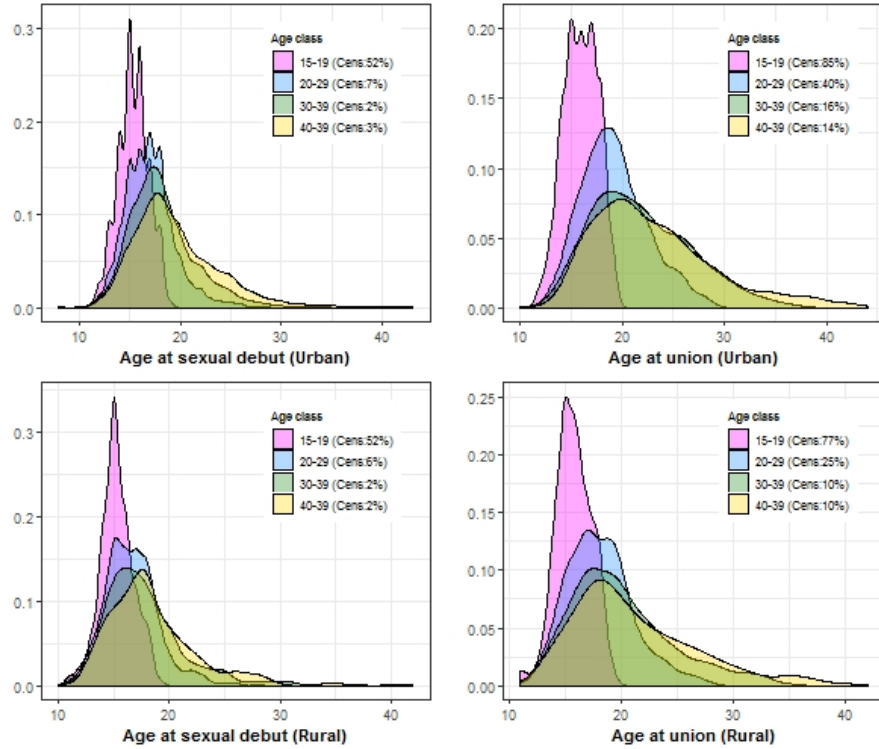 Age class
15-19 (Cens:52%)
20-29 (Cens:7%)
30-39 (Cens:2%)
40-39 (Cens:3%)
0.3
0.2
0.1
0.0
10 20 30 40
Age at sexual debut (Urban)
Age class
15-19 (Cens:85%)
20-29 (Cens:40%)
30-39 (Cens:16%)
40-39 (Cens:14%)
0.20
0.15
0.10
0.05
0.00
10 20 30 40
Age at union (Urban)
Age class
15-19 (Cens:52%)
20-29 (Cens:6%)
30-39 (Cens:2%)
40-39 (Cens:2%)
0.3
0.2
0.1
0.0
10 20 30 40
Age at sexual debut (Rural)
Age class
15-19 (Cens:77%)
20-29 (Cens:25%)
30-39 (Cens:10%)
40-39 (Cens:10%)
0.25
0.20
0.15
0.10
0.05
0.00
10 20 30 40
Age at union (Rural)